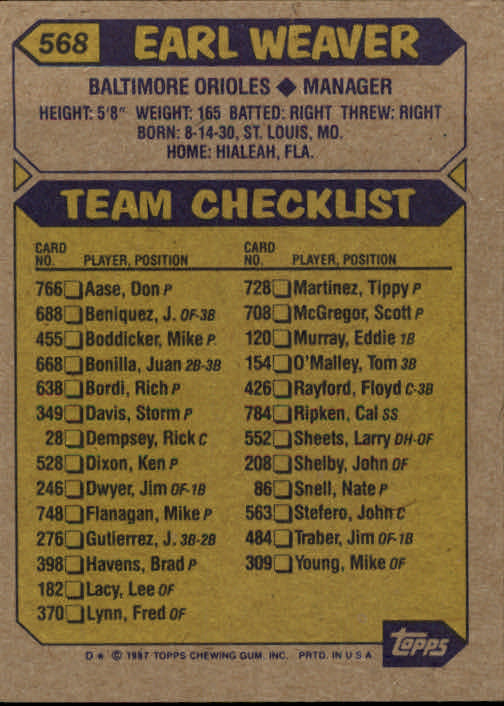 568 EARL WEAVER
BALTIMORE ORIOLES ◆ MANAGER
HEIGHT: 5'8" WEIGHT: 165 BATTED: RIGHT THREW: RIGHT
BORN: 8-14-30, ST. LOUIS, MO.
HOME: HIALEAH, FLA.
TEAM CHECKLIST
CARD
NO. PLAYER, POSITION
766 Aase, Don P
688 Beniquez, J. OF-3B
455 Boddicker, Mike P
668 Bonilla, Juan 2B-3B
638 Bordi, Rich P
349 Davis, Storm P
28 Dempsey, Rick C
528 Dixon, Ken P
246 Dwyer, Jim OF-1B
748 Flanagan, Mike P
276 Gutierrez, J. 3B-2B
398 Havens, Brad P
182 Lacy, Lee OF
370 Lynn, Fred OF
CARD
NO. PLAYER, POSITION
728 Martinez, Tippy P
708 McGregor, Scott P
120 Murray, Eddie 1B
154 O'Malley, Tom 3B
426 Rayford, Floyd C-3B
784 Ripken, Cal SS
552 Sheets, Larry DH-OF
208 Shelby, John OF
86 Snell, Nate P
563 Stefero, John C
484 Traber, Jim OF-1B
309 Young, Mike OF
topps
D * © 1987 TOPPS CHEWING GUM, INC. PRTD. IN U S A